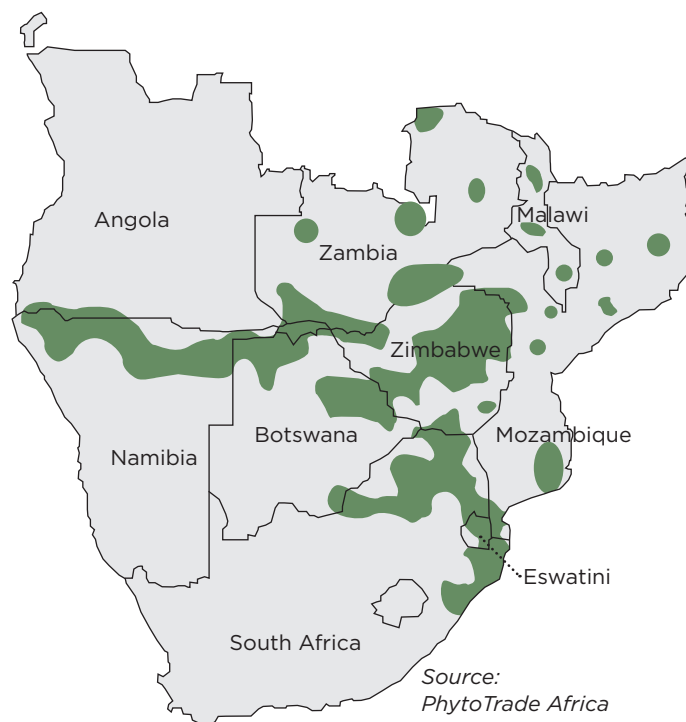 Angola
Malawi
Zambia
Zimbabwe
Botswana
Mozambique
Namibia
Eswatini
South Africa
Source:
PhytoTrade Africa